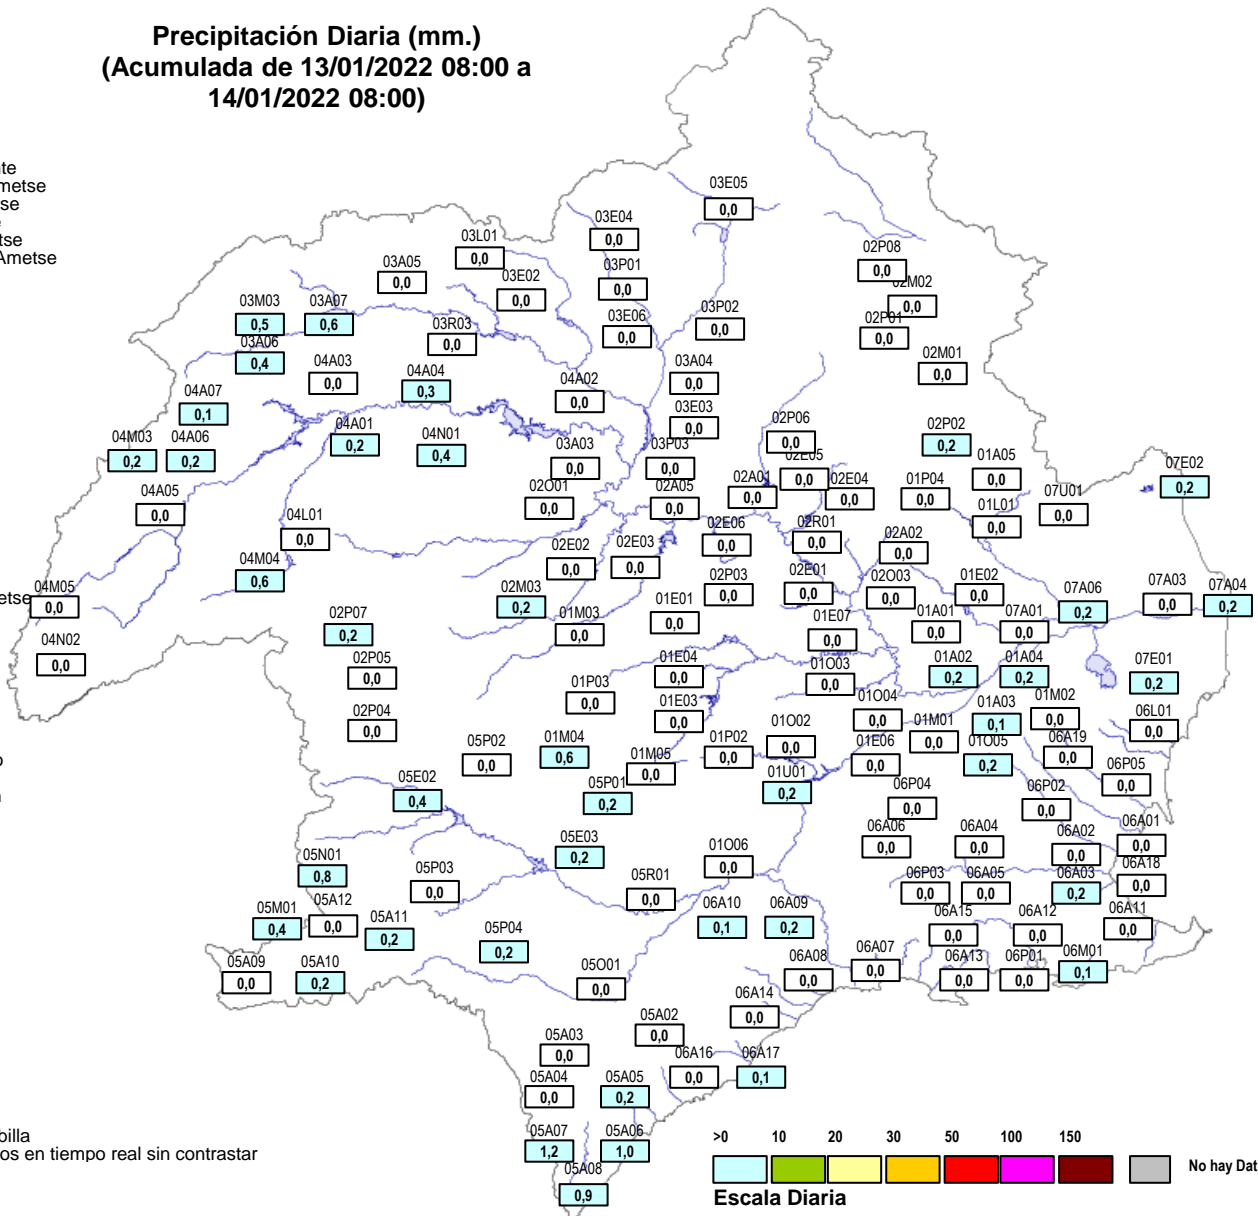 Precipitación Diaria (mm.)
(Acumulada de 13/01/2022 08:00 a
14/01/2022 08:00)
nte
metse
se
tse
Ametse
03E05
0,0
03E04
0,0
03L01
0,0
02P08
0,0
03A05
0,0
03P01
0,0
03E02
0,0
02M02
0,0
03M03
0,5
03A07
0,6
03P02
0,0
03E06
0,0
02P01
0,0
03R03
0,0
03A06
0,4
04A03
0,0
04A04
0,3
03A04
0,0
02M01
0,0
04A02
0,0
04A07
0,1
03E03
0,0
02P06
0,0
02P02
0,2
04A01
0,2
04N01
0,4
04M03
0,2
04A06
0,2
03A03
0,0
03P03
0,0
02E05
0,0
01A05
0,0
07E02
0,2
04A05
0,0
02O01
0,0
02A05
0,0
02A01
0,0
02E04
0,0
01P04
0,0
07U01
0,0
01L01
0,0
04L01
0,0
02E06
0,0
02R01
0,0
02A02
0,0
02E02
0,0
02E03
0,0
04M04
0,6
04M05
0,0
etse
02M03
0,2
02P03
0,0
02E01
0,0
02O03
0,0
01E02
0,0
07A06
0,2
07A03
0,0
07A04
0,2
02P07
0,2
01M03
0,0
01E01
0,0
01E07
0,0
01A01
0,0
07A01
0,0
04N02
0,0
02P05
0,0
01E04
0,0
01O03
0,0
01A02
0,2
01A04
0,2
07E01
0,2
01P03
0,0
02P04
0,0
01E03
0,0
01O04
0,0
01A03
0,1
01M02
0,0
06L01
0,0
05P02
0,0
01M04
0,6
01M05
0,0
01P02
0,0
01O02
0,0
01M01
0,0
01E06
0,0
01O05
0,2
06A19
0,0
05E02
0,4
05P01
0,2
01U01
0,2
06P04
0,0
06P02
0,0
06P05
0,0
05E03
0,2
01O06
0,0
06A06
0,0
06A04
0,0
06A02
0,0
06A01
0,0
05N01
0,8
05P03
0,0
05R01
0,0
06P03
0,0
06A05
0,0
06A03
0,2
06A18
0,0
05M01
0,4
05A12
0,0
05A11
0,2
05P04
0,2
06A10
0,1
06A09
0,2
06A15
0,0
06A12
0,0
06A11
0,0
05A09
0,0
05A10
0,2
05O01
0,0
06A08
0,0
06A07
0,0
06A13
0,0
06P01
0,0
06M01
0,1
06A14
0,0
05A02
0,0
05A03
0,0
06A16
0,0
06A17
0,1
05A04
0,0
05A05
0,2
05A07
1,2
05A06
1,0
05A08
0,9
billa
os en tiempo real sin contrastar
>0 10 20 30 50 100 150
No hay Dat
Escala Diaria